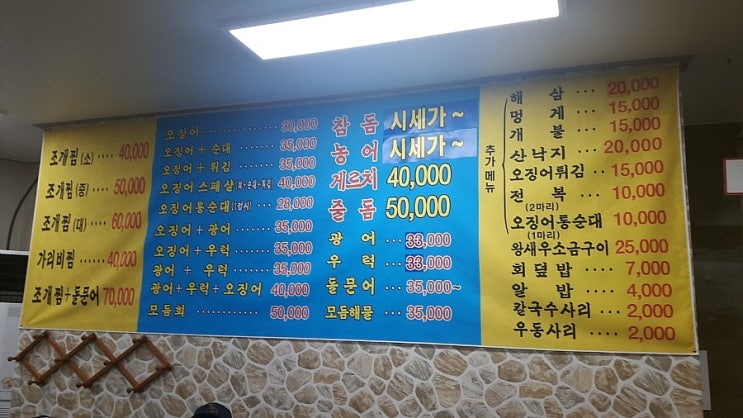 조개찜 (소) ···· 40,000
조개찜 (중) ···· 50,000
조개찜 (대) ···· 60,000
가리비찜 ······ 40,000
조개찜+돌문어 70,000
오징어 ·············· 30,000
오징어 + 순대 ········ 35,000
오징어 + 튀김 ········ 35,000
오징어스페샬(회·순대·튀김) 40,000
오징어통순대(1접시) ···· 28,000
오징어 + 광어 ······ 35,000
오징어 + 우럭 ······ 35,000
광어 + 우럭 ······ 35,000
광어+우럭+오징어 40,000
모듬회 ············ 50,000
참돔 시세가~
농어 시세가~
게르치 40,000
줄돔 50,000
광어 ··· 33,000
우럭 ··· 33,000
돌문어 ··· 35,000~
모듬해물 ··· 35,000
추가메뉴
해삼 ··· 20,000
멍게 ··· 15,000
개불 ··· 15,000
산낙지 ···· 20,000
오징어튀김 ··· 15,000
전복 ··· 10,000
(2마리)
오징어통순대 10,000
(1마리)
왕새우소금구이 25,000
회덮밥 ···· 7,000
알밥 ···· 4,000
칼국수사리 ··· 2,000
우동사리 ···· 2,000